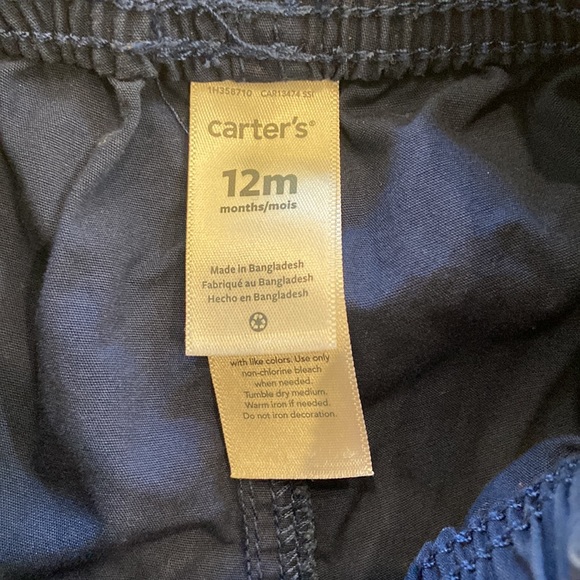 1H358710 CAR13474 SSI
carter's®
12m
months/mois
Made in Bangladesh
Fabriqué au Bangladesh
Hecho en Bangladesh
with like colors. Use only
non-chlorine bleach
when needed.
Tumble dry medium.
Warm iron if needed.
Do not iron decoration.